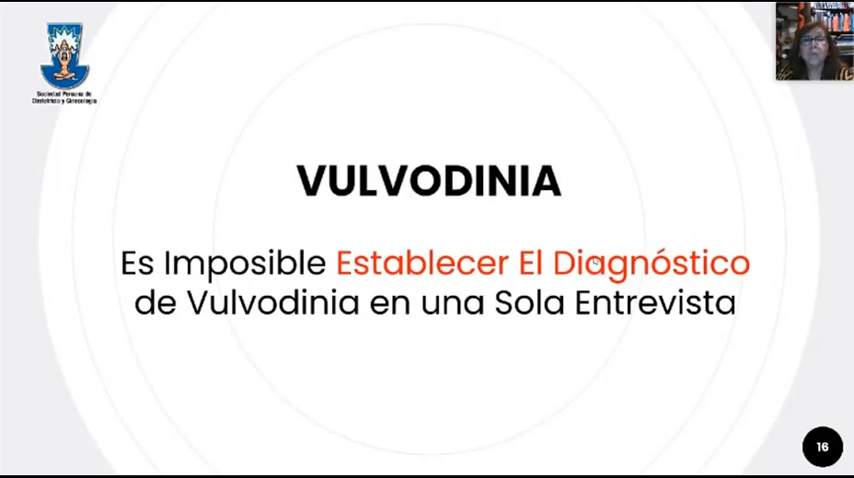 Sociedad Peruana de
Obstetricia y Ginecología
VULVODINIA
Es Imposible Establecer El Diagnóstico
de Vulvodinia en una Sola Entrevista
16